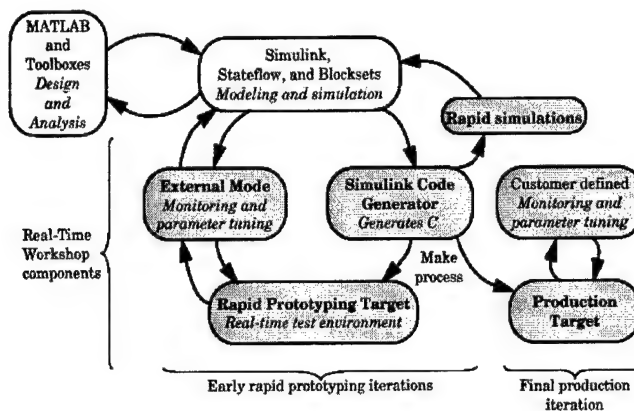 MATLAB
and
Toolboxes
Design
and
Analysis
Simulink,
Stateflow, and Blocksets
Modeling and simulation
Rapid simulations
External Mode
Monitoring and
parameter tuning
Simulink Code
Generator
Generates C
Customer defined
Monitoring and
parameter tuning
Real-Time
Workshop
components
Make
process
Rapid Prototyping Target
Real-time test environment
Production
Target
Early rapid prototyping iterations
Final production
iteration